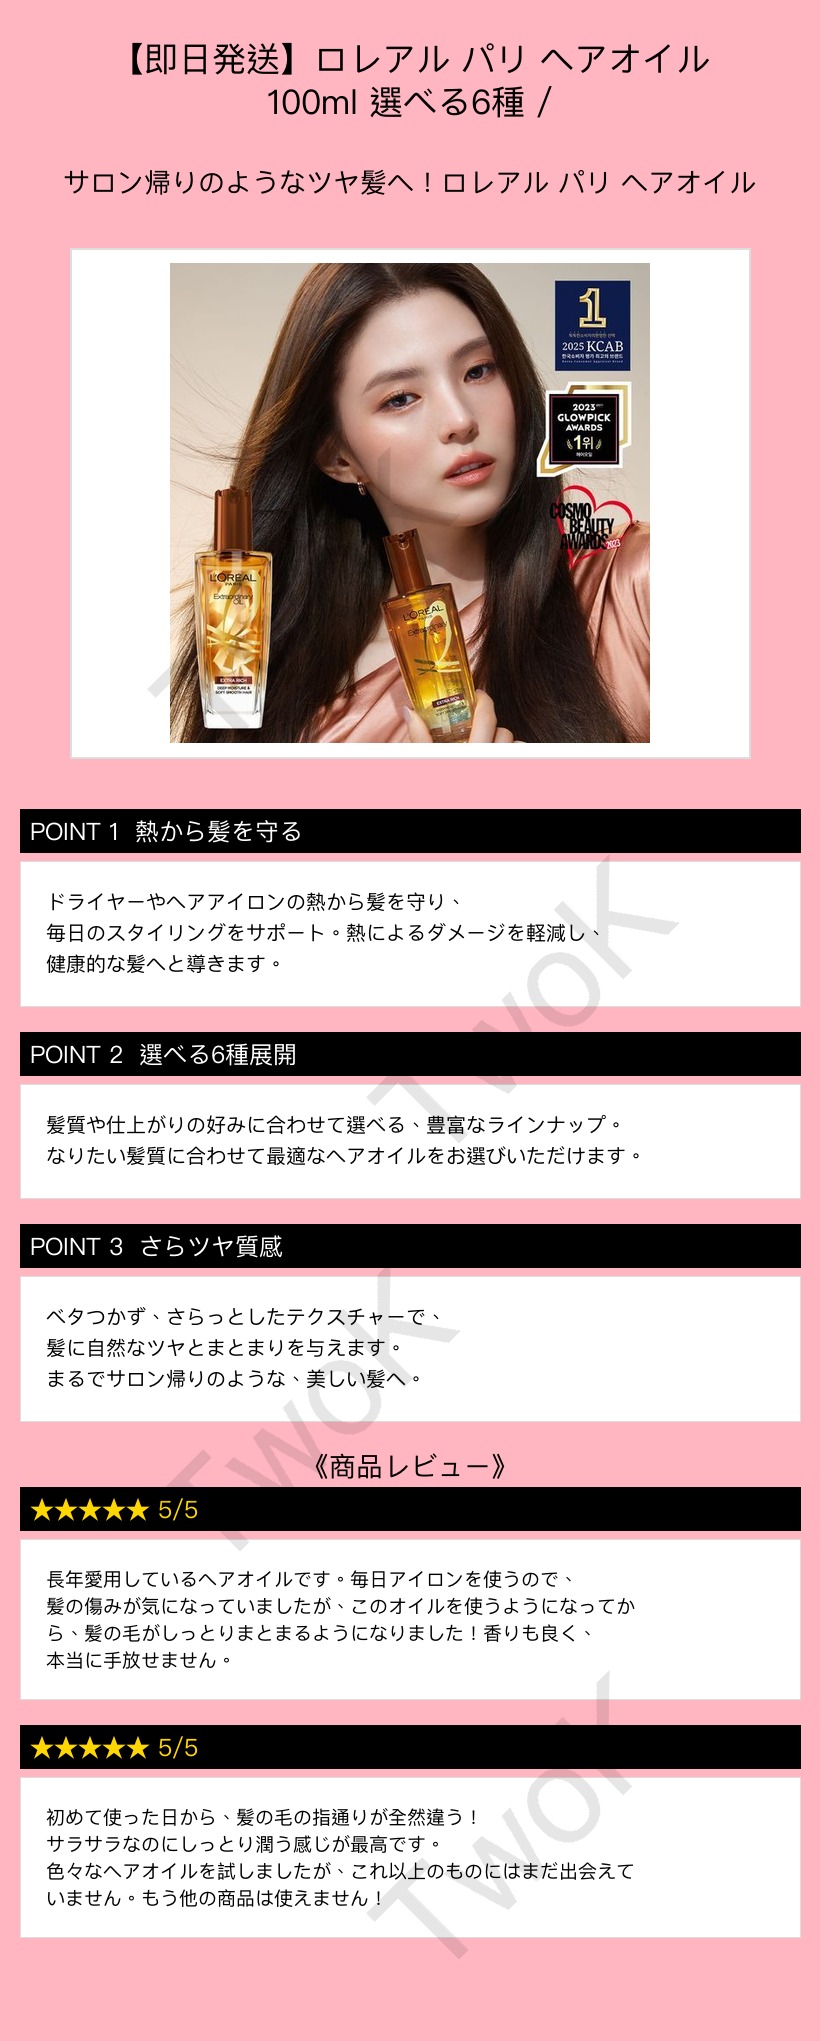 【即日発送】ロレアル パリ ヘアオイル
100ml 選べる6種 /
サロン帰りのようなツヤ髪へ！ロレアル パリ ヘアオイル
1
2025 KCAB
한국소비자 평가 최고의 브랜드
2023
GLOWPICK
AWARDS
1위
헤어오일
COSMO
BEAUTY
AWARDS 2023
L'ORÉAL
PARIS
Extraordinary
OIL
EXTRA RICH
DEEP MOISTURE &
SOFT SMOOTH HAIR
L'ORÉAL
PARIS
Extraordinary
EXTRA RICH
POINT 1 熱から髪を守る
ドライヤーやヘアアイロンの熱から髪を守り、
毎日のスタイリングをサポート。熱によるダメージを軽減し、
健康的な髪へと導きます。
POINT 2 選べる6種展開
髪質や仕上がりの好みに合わせて選べる、豊富なラインナップ。
なりたい髪質に合わせて最適なヘアオイルをお選びいただけます。
POINT 3 さらツヤ質感
ベタつかず、さらっとしたテクスチャーで、
髪に自然なツヤとまとまりを与えます。
まるでサロン帰りのような、美しい髪へ。
《商品レビュー》
★★★★★ 5/5
長年愛用しているヘアオイルです。毎日アイロンを使うので、
髪の傷みが気になっていましたが、このオイルを使うようになってか
ら、髪の毛がしっとりまとまるようになりました！香りも良く、
本当に手放せません。
★★★★★ 5/5
初めて使った日から、髪の毛の指通りが全然違う！
サラサラなのにしっとり潤う感じが最高です。
色々なヘアオイルを試しましたが、これ以上のものにはまだ出会えて
いません。もう他の商品は使えません！
TwoK
TwoK
TwoK
TwoK